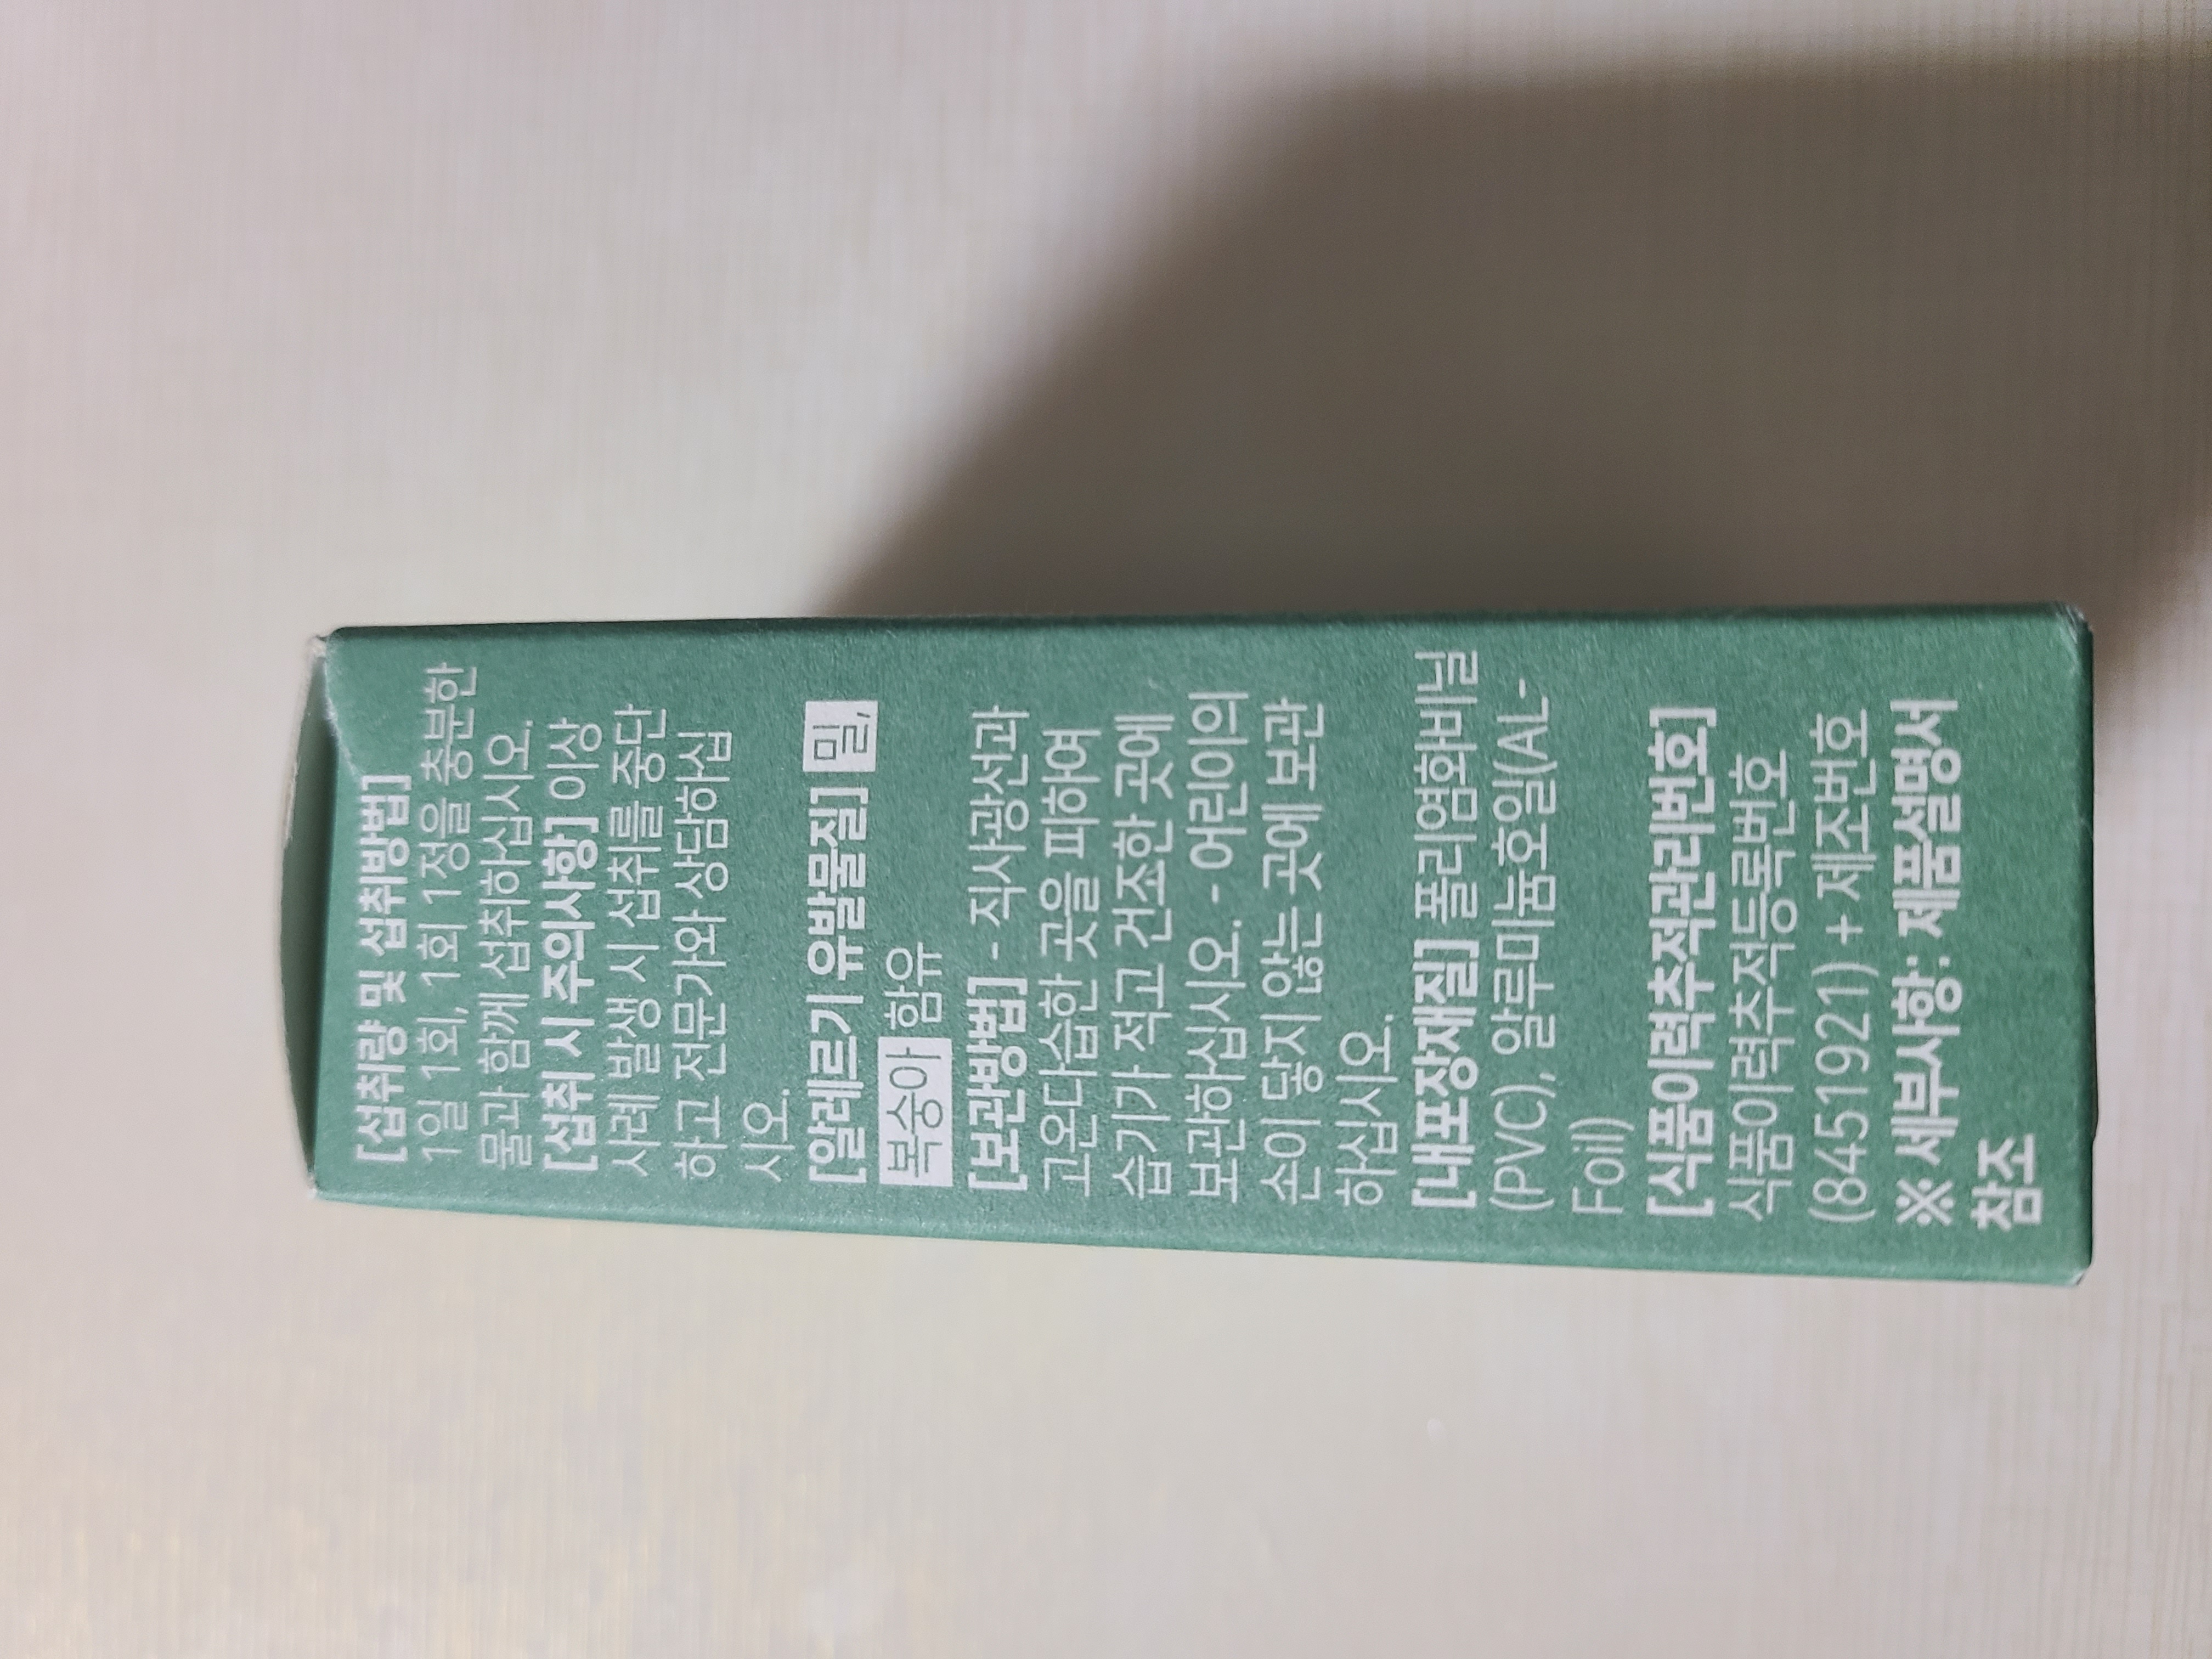 [섭취량 및 섭취방법]
1일 1회, 1회 1정을 충분한
물과 함께 섭취하십시오.
[섭취 시 주의사항] 이상
사례 발생 시 섭취를 중단
하고 전문가와 상담하십
시오.
[알레르기 유발물질] 밀,
복숭아 함유
[보관방법] - 직사광선과
고온다습한 곳을 피하여
습기가 적고 건조한 곳에
보관하십시오. - 어린이의
손이 닿지 않는 곳에 보관
하십시오.
[내포장재질] 폴리염화비닐
(PVC), 알루미늄호일(AL-
Foil)
[식품이력추적관리번호]
식품이력추적등록번호
(8451921) + 제조번호
※ 세부사항: 제품설명서
참조